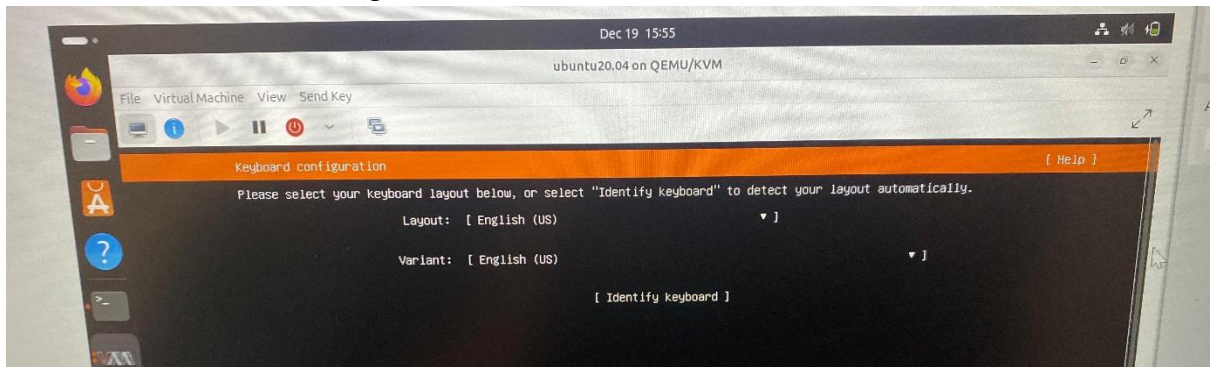 Dec 19 15:55
ubuntu20.04 on QEMU/KVM
File Virtual Machine View Send Key
Keyboard configuration [ Help ]
Please select your keyboard layout below, or select "Identify keyboard" to detect your layout automatically.
Layout: [ English (US) ▾ ]
Variant: [ English (US) ▾ ]
[ Identify keyboard ]